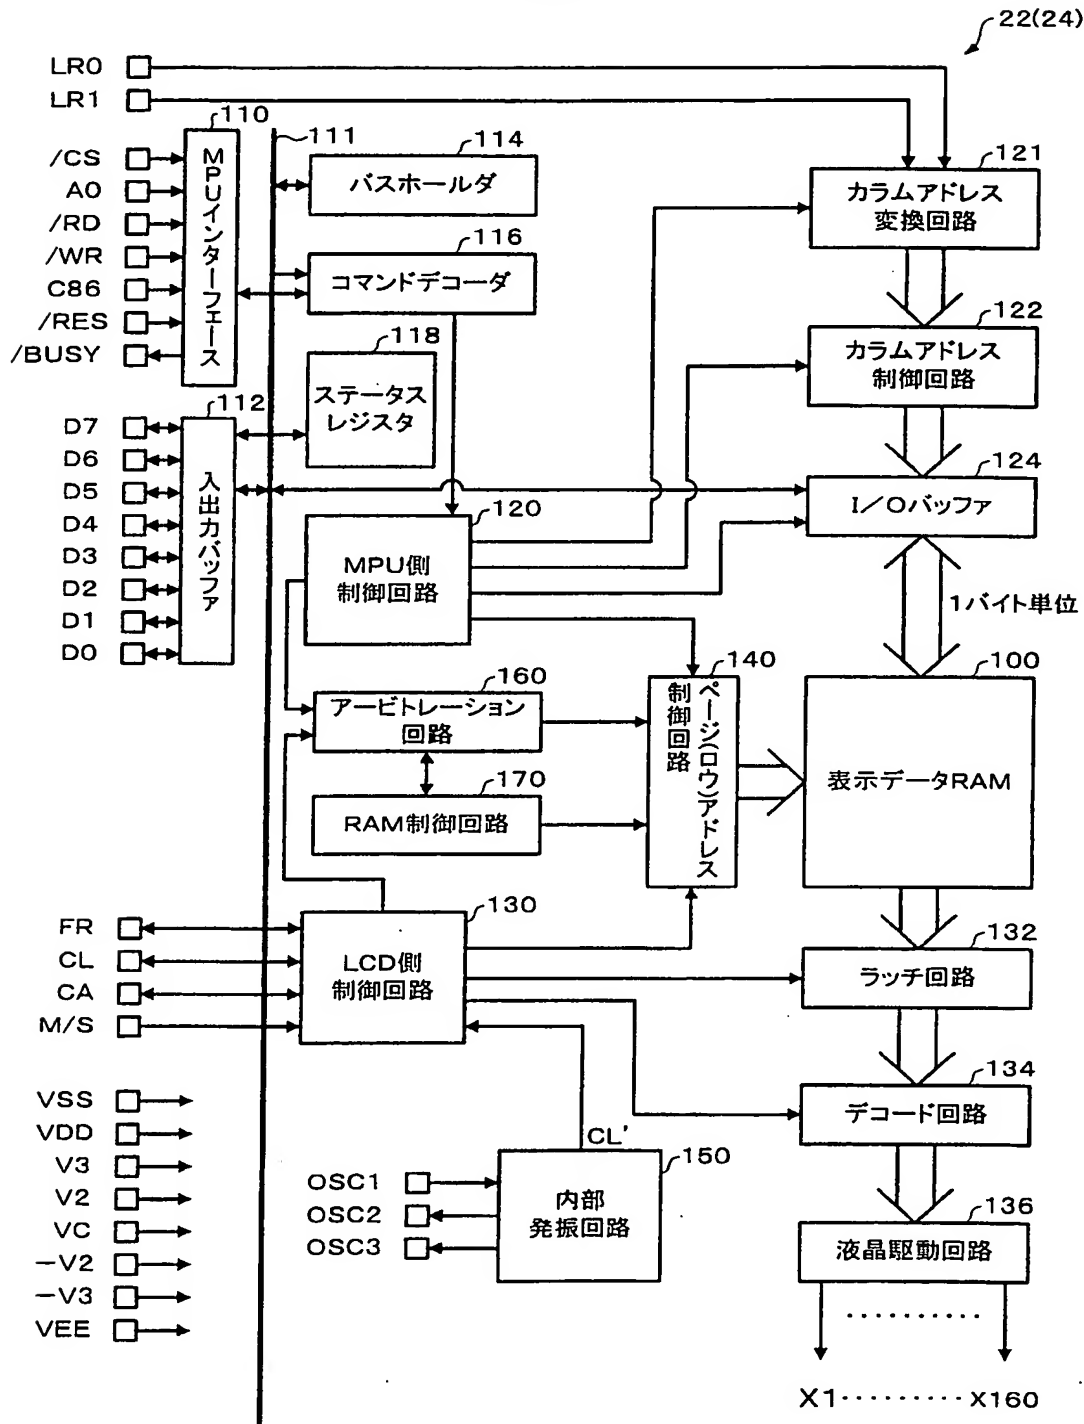 22(24)
LR0
LR1
110
111
114
121
/CS
A0
/RD
/WR
C86
/RES
/BUSY
MPUインターフェース
バスホールダ
カラムアドレス
変換回路
116
コマンドデコーダ
122
カラムアドレス
制御回路
118
ステータス
レジスタ
112
D7
D6
D5
D4
D3
D2
D1
D0
入出力バッファ
124
I/Oバッファ
120
MPU側
制御回路
1バイト単位
140
ページ(ロウ)アドレス
制御回路
100
表示データRAM
160
アービトレーション
回路
170
RAM制御回路
FR
CL
CA
M/S
130
LCD側
制御回路
132
ラッチ回路
134
デコード回路
VSS
VDD
V3
V2
VC
−V2
−V3
VEE
CL'
150
OSC1
OSC2
OSC3
内部
発振回路
136
液晶駆動回路
X1·········X160